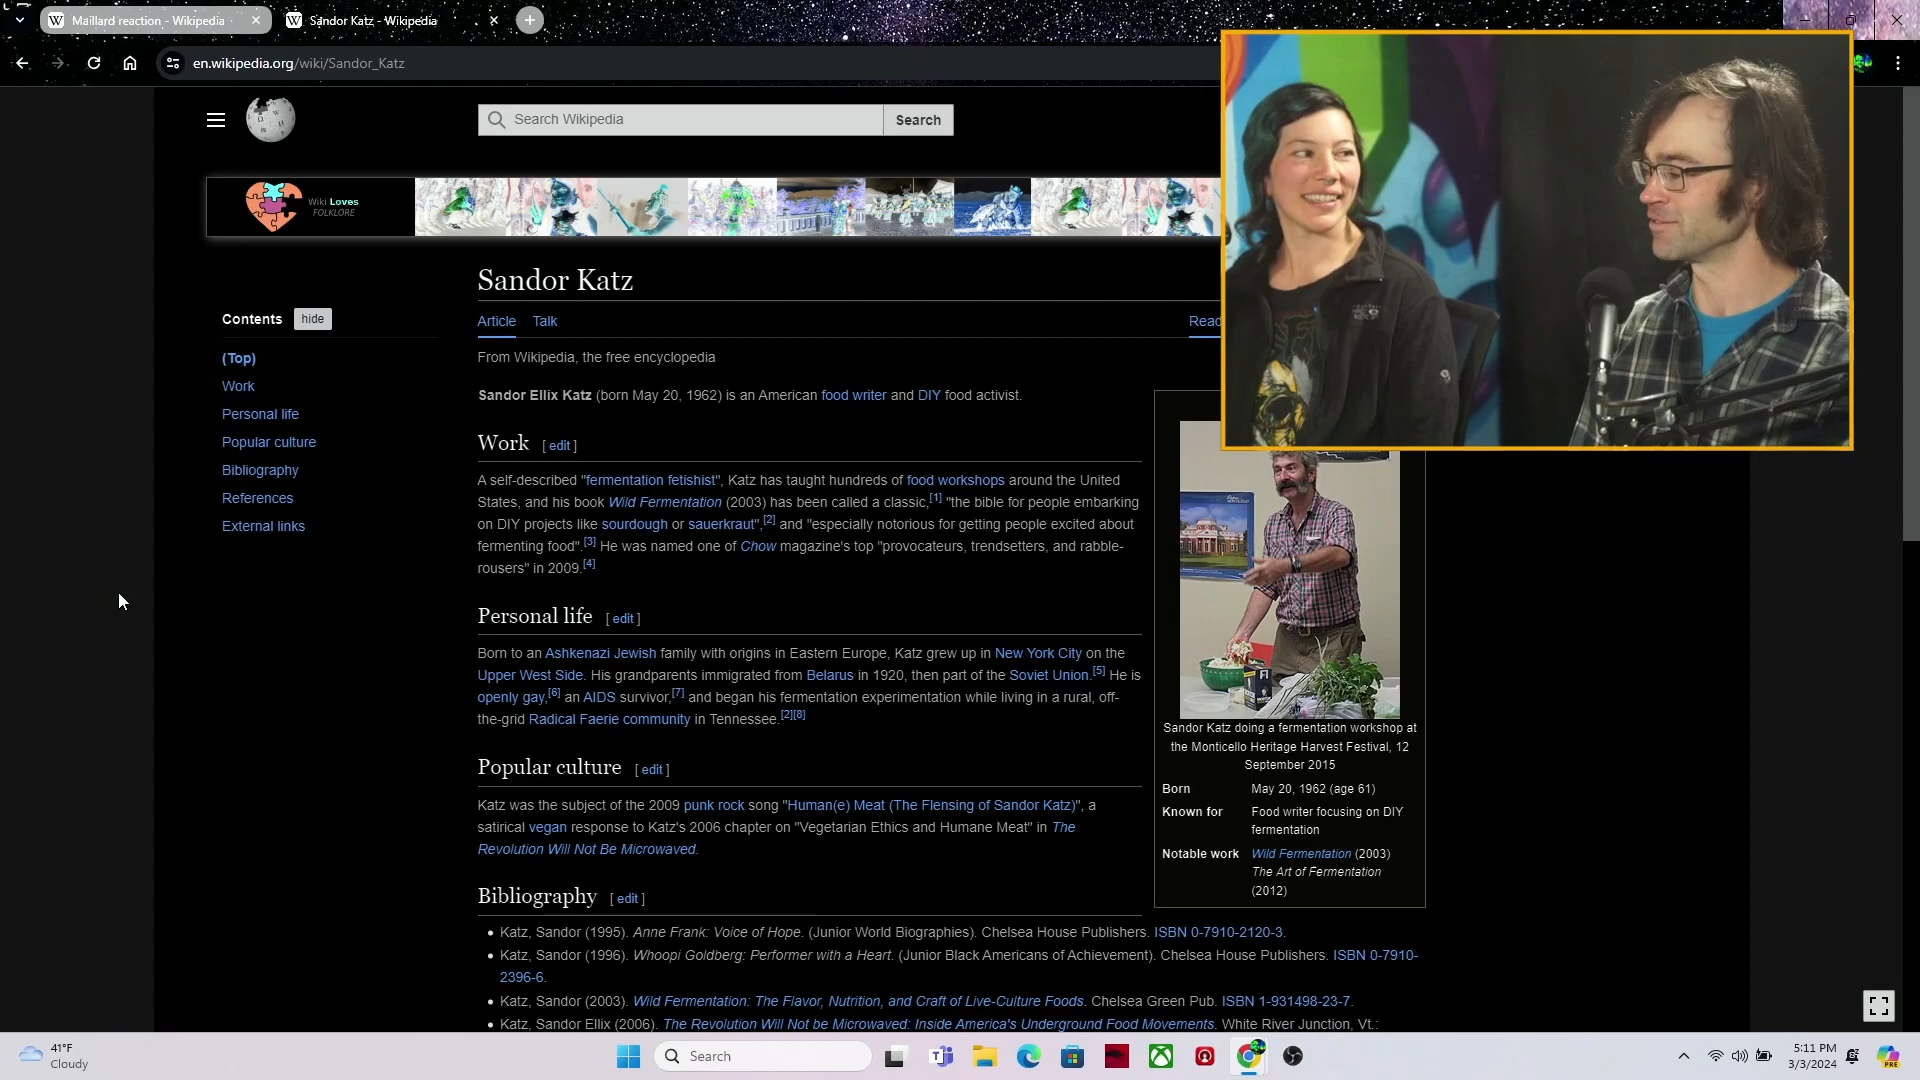 Maillard reaction - Wikipedia
Sandor Katz - Wikipedia
en.wikipedia.org/wiki/Sandor_Katz
Search Wikipedia
Search
Wiki Loves
FOLKLORE
Sandor Katz
Contents hide
(Top)
Work
Personal life
Popular culture
Bibliography
References
External links
Article Talk
Read
From Wikipedia, the free encyclopedia
Sandor Ellix Katz (born May 20, 1962) is an American food writer and DIY food activist.
Work [ edit ]
A self-described "fermentation fetishist", Katz has taught hundreds of food workshops around the United
States, and his book Wild Fermentation (2003) has been called a classic,[1] "the bible for people embarking
on DIY projects like sourdough or sauerkraut",[2] and "especially notorious for getting people excited about
fermenting food".[3] He was named one of Chow magazine's top "provocateurs, trendsetters, and rabble-
rousers" in 2009.[4]
Personal life [ edit ]
Born to an Ashkenazi Jewish family with origins in Eastern Europe, Katz grew up in New York City on the
Upper West Side. His grandparents immigrated from Belarus in 1920, then part of the Soviet Union.[5] He is
openly gay,[6] an AIDS survivor,[7] and began his fermentation experimentation while living in a rural, off-
the-grid Radical Faerie community in Tennessee.[2][8]
Popular culture [ edit ]
Katz was the subject of the 2009 punk rock song "Human(e) Meat (The Flensing of Sandor Katz)", a
satirical vegan response to Katz's 2006 chapter on "Vegetarian Ethics and Humane Meat" in The
Revolution Will Not Be Microwaved.
Sandor Katz doing a fermentation workshop at
the Monticello Heritage Harvest Festival, 12
September 2015
Born May 20, 1962 (age 61)
Known for Food writer focusing on DIY
fermentation
Notable work Wild Fermentation (2003)
The Art of Fermentation
(2012)
Bibliography [ edit ]
Katz, Sandor (1995). Anne Frank: Voice of Hope. (Junior World Biographies). Chelsea House Publishers. ISBN 0-7910-2120-3.
Katz, Sandor (1996). Whoopi Goldberg: Performer with a Heart. (Junior Black Americans of Achievement). Chelsea House Publishers. ISBN 0-7910-
2396-6.
Katz, Sandor (2003). Wild Fermentation: The Flavor, Nutrition, and Craft of Live-Culture Foods. Chelsea Green Pub. ISBN 1-931498-23-7.
Katz, Sandor Ellix (2006). The Revolution Will Not be Microwaved: Inside America's Underground Food Movements. White River Junction, Vt.:
41°F
Cloudy
Search
5:11 PM
3/3/2024